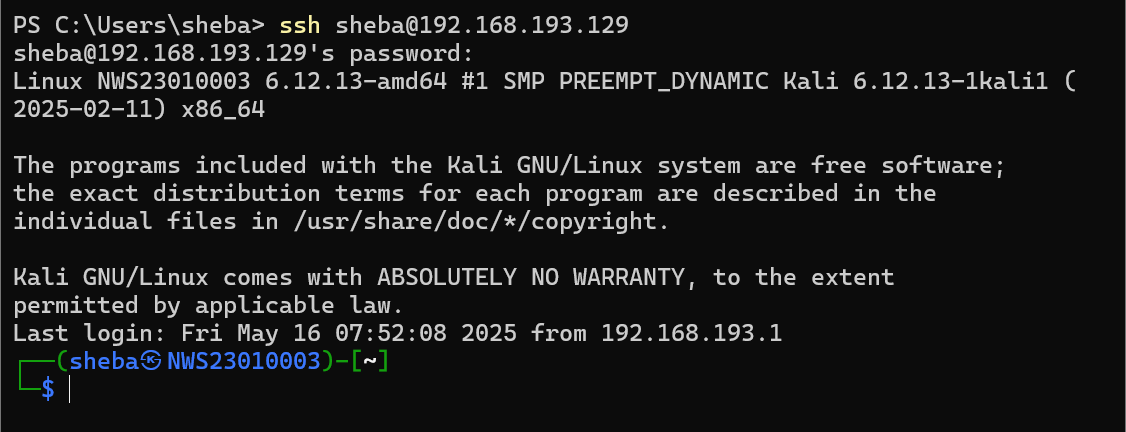 PS C:\Users\sheba> ssh sheba@192.168.193.129
sheba@192.168.193.129's password:
Linux NWS23010003 6.12.13-amd64 #1 SMP PREEMPT_DYNAMIC Kali 6.12.13-1kali1 (
2025-02-11) x86_64
The programs included with the Kali GNU/Linux system are free software;
the exact distribution terms for each program are described in the
individual files in /usr/share/doc/*/copyright.
Kali GNU/Linux comes with ABSOLUTELY NO WARRANTY, to the extent
permitted by applicable law.
Last login: Fri May 16 07:52:08 2025 from 192.168.193.1
┌──(sheba㉿NWS23010003)-[~]
└─$